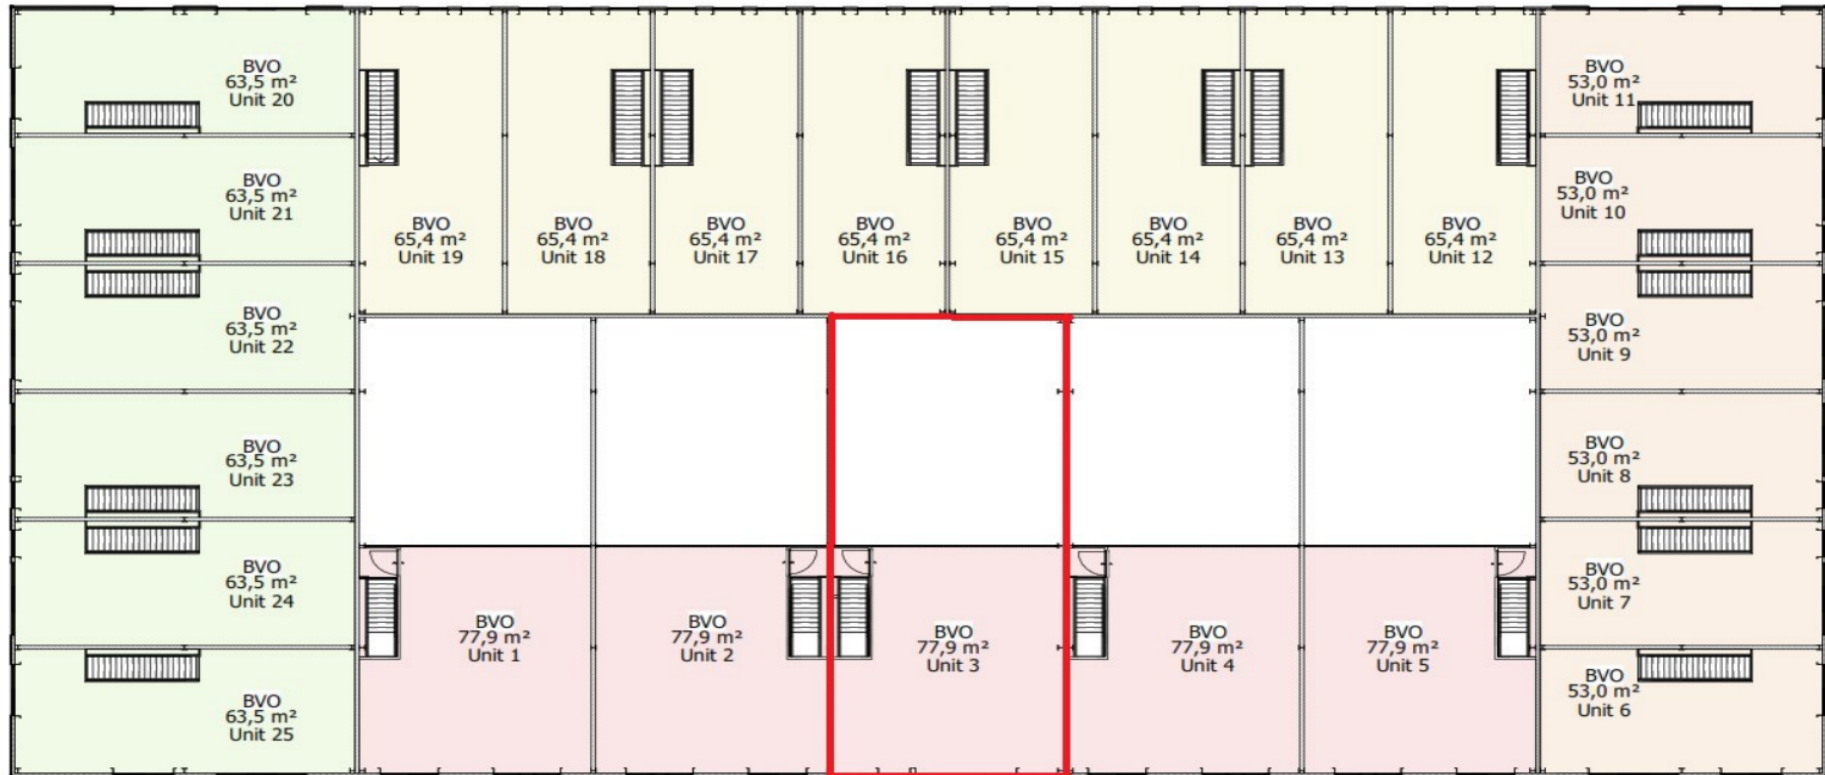 BVO
63,5 m²
Unit 20
BVO
63,5 m²
Unit 21
BVO
63,5 m²
Unit 22
BVO
63,5 m²
Unit 23
BVO
63,5 m²
Unit 24
BVO
63,5 m²
Unit 25
BVO
65,4 m²
Unit 19
BVO
65,4 m²
Unit 18
BVO
65,4 m²
Unit 17
BVO
65,4 m²
Unit 16
BVO
65,4 m²
Unit 15
BVO
65,4 m²
Unit 14
BVO
65,4 m²
Unit 13
BVO
65,4 m²
Unit 12
BVO
77,9 m²
Unit 1
BVO
77,9 m²
Unit 2
BVO
77,9 m²
Unit 3
BVO
77,9 m²
Unit 4
BVO
77,9 m²
Unit 5
BVO
53,0 m²
Unit 11
BVO
53,0 m²
Unit 10
BVO
53,0 m²
Unit 9
BVO
53,0 m²
Unit 8
BVO
53,0 m²
Unit 7
BVO
53,0 m²
Unit 6